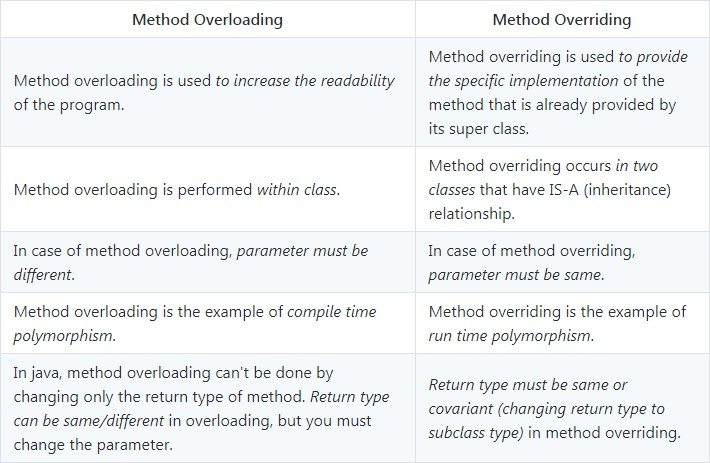 Method Overloading
Method Overriding
Method overloading is used to increase the readability
of the program.
Method overriding is used to provide
the specific implementation of the
method that is already provided by
its super class.
Method overloading is performed within class.
Method overriding occurs in two
classes that have IS-A (inheritance)
relationship.
In case of method overloading, parameter must be
different.
In case of method overriding,
parameter must be same.
Method overloading is the example of compile time
polymorphism.
Method overriding is the example of
run time polymorphism.
In java, method overloading can't be done by
changing only the return type of method. Return type
can be same/different in overloading, but you must
change the parameter.
Return type must be same or
covariant (changing return type to
subclass type) in method overriding.